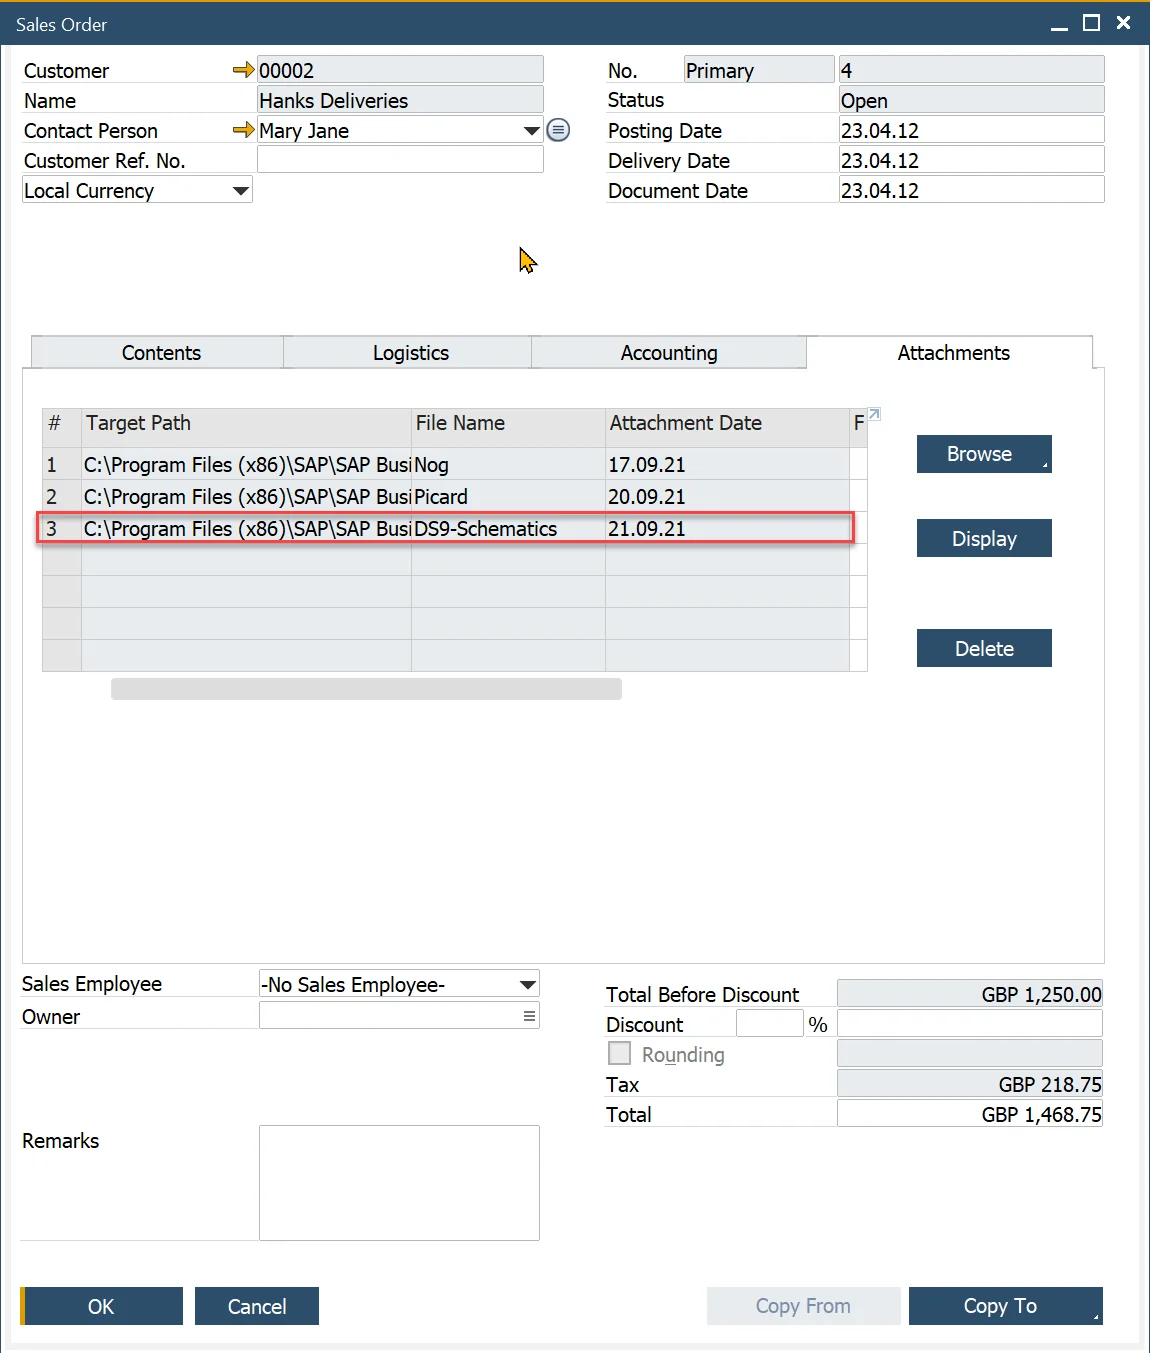 Sales Order
Customer 00002
Name Hanks Deliveries
Contact Person Mary Jane
Customer Ref. No.
Local Currency
No. Primary 4
Status Open
Posting Date 23.04.12
Delivery Date 23.04.12
Document Date 23.04.12
Contents Logistics Accounting Attachments
# Target Path File Name Attachment Date F
1 C:\Program Files (x86)\SAP\SAP Busi Nog 17.09.21
2 C:\Program Files (x86)\SAP\SAP Busi Picard 20.09.21
3 C:\Program Files (x86)\SAP\SAP Busi DS9-Schematics 21.09.21
Browse
Display
Delete
Sales Employee -No Sales Employee-
Owner
Remarks
Total Before Discount GBP 1,250.00
Discount %
Rounding
Tax GBP 218.75
Total GBP 1,468.75
OK Cancel Copy From Copy To